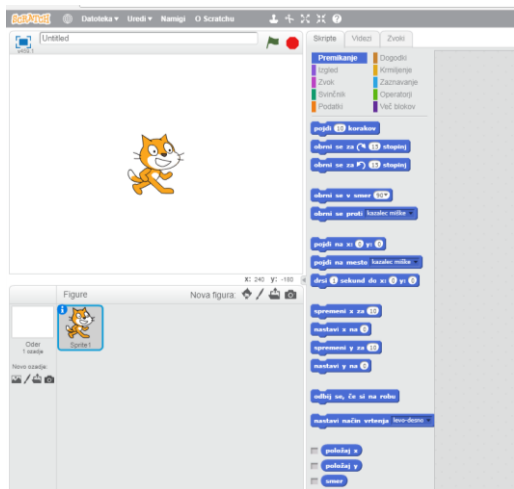 SCRATCH Datoteka Uredi Namigi O Scratchu
Untitled
v459.1
x: 240 y: -180
Figure Nova figura:
Oder
1 ozadje
Novo ozadje:
Sprite1
Skripte Videzi Zvoki
Premikanje Dogodki
Izgled Krmiljenje
Zvok Zaznavanje
Svinčnik Operatorji
Podatki Več blokov
pojdi 10 korakov
obrni se za 15 stopinj
obrni se za 15 stopinj
obrni se v smer 90
obrni se proti kazalec miške
pojdi na x: 0 y: 0
pojdi na mesto kazalec miške
drsi 1 sekund do x: 0 y: 0
spremeni x za 10
nastavi x na 0
spremeni y za 10
nastavi y na 0
odbij se, če si na robu
nastavi način vrtenja levo-desno
položaj x
položaj y
smer